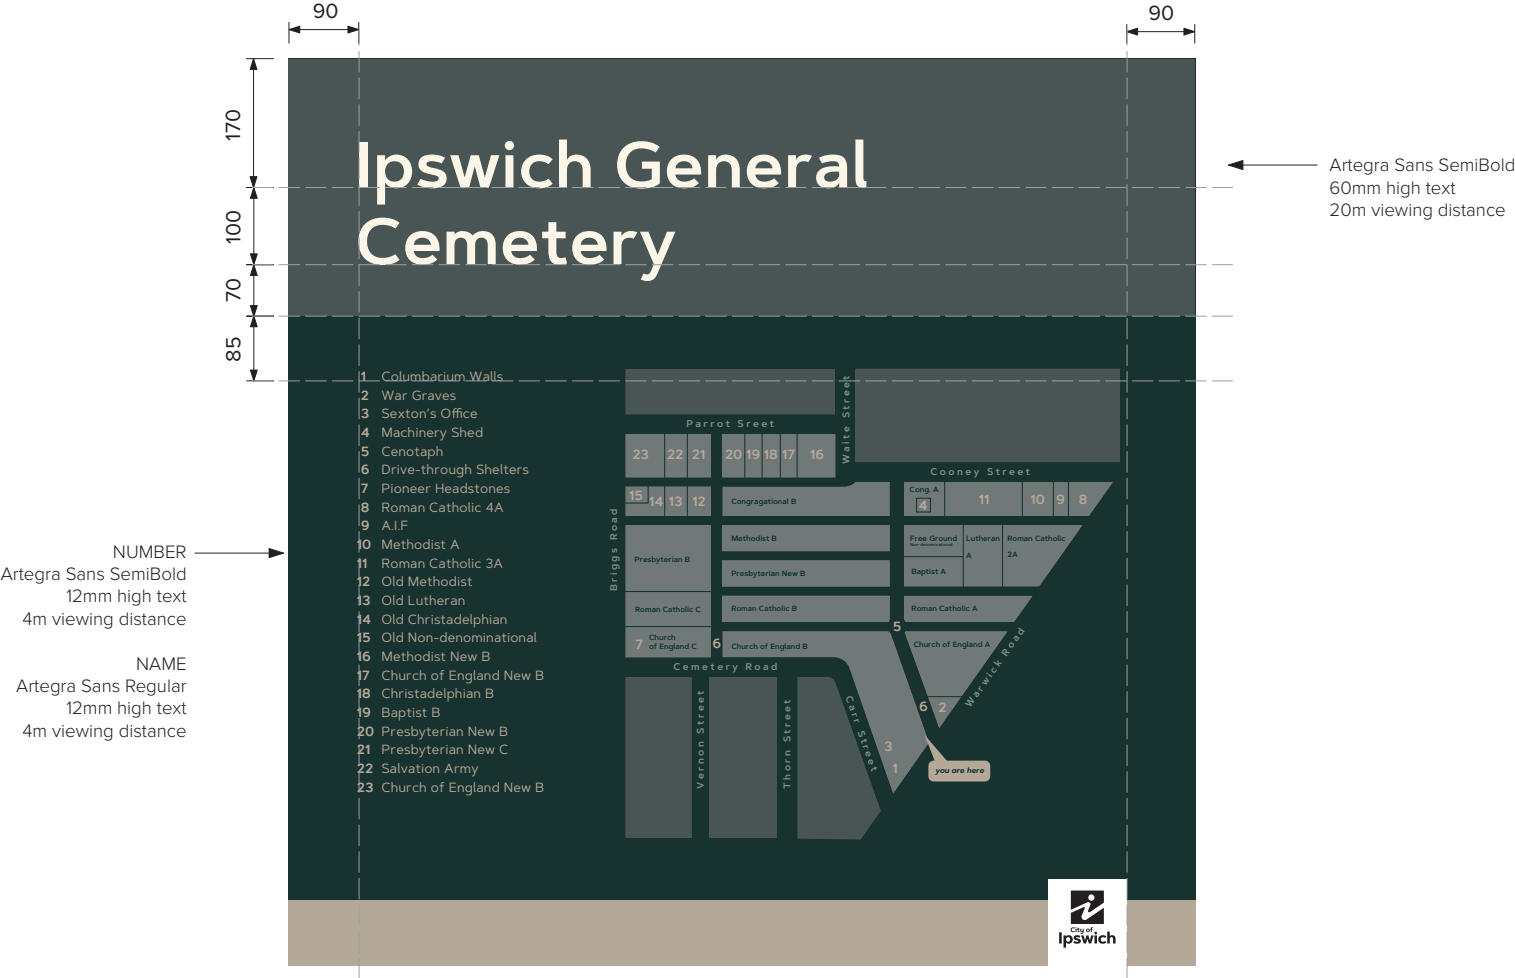 90
90
170
100
70
85
Ipswich General
Cemetery
Artegra Sans SemiBold
60mm high text
20m viewing distance
NUMBER
Artegra Sans SemiBold
12mm high text
4m viewing distance
NAME
Artegra Sans Regular
12mm high text
4m viewing distance
1 Columbarium Walls
2 War Graves
3 Sexton's Office
4 Machinery Shed
5 Cenotaph
6 Drive-through Shelters
7 Pioneer Headstones
8 Roman Catholic 4A
9 A.I.F
10 Methodist A
11 Roman Catholic 3A
12 Old Methodist
13 Old Lutheran
14 Old Christadelphian
15 Old Non-denominational
16 Methodist New B
17 Church of England New B
18 Christadelphian B
19 Baptist B
20 Presbyterian New B
21 Presbyterian New C
22 Salvation Army
23 Church of England New B
Parrot Sreet
Waite Street
Cooney Street
23 22 21 20 19 18 17 16
15 14 13 12
Congragational B
Cong. A
4
11 10 9 8
Briggs Road
Presbyterian B
Methodist B
Free Ground
Non-denominational
Lutheran
A
Roman Catholic
2A
Presbyterian New B
Baptist A
Roman Catholic C
Roman Catholic B
Roman Catholic A
5
7 Church
of England C
6
Church of England B
Church of England A
Warwick Road
Cemetery Road
Vernon Street
Thorn Street
Carr Street
6 2
3
1
you are here
City of
Ipswich